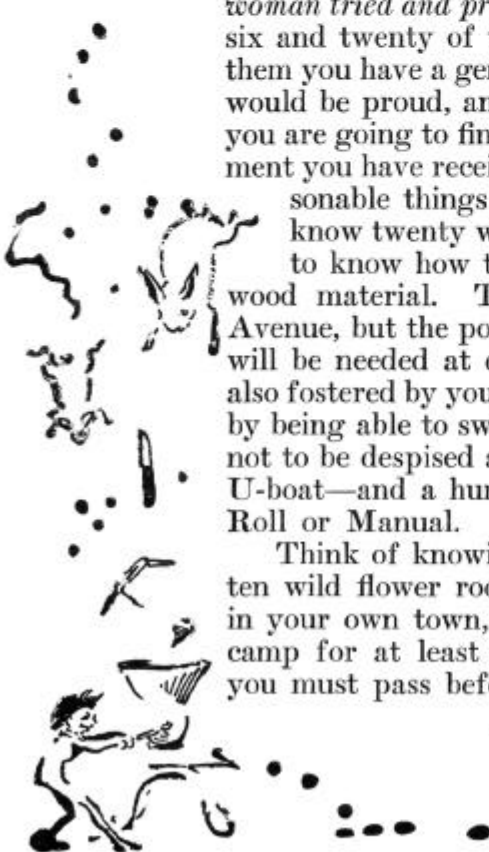 woman tried and pr
six and twenty of
them you have a ge
would be proud, an
you are going to fin
ment you have recei
sonable things
know twenty w
to know how t
wood material. T
Avenue, but the po
will be needed at
also fostered by you
by being able to sw
not to be despised a
U-boat—and a hu
Roll or Manual.
Think of knowi
ten wild flower roo
in your own town,
camp for at least
you must pass bef